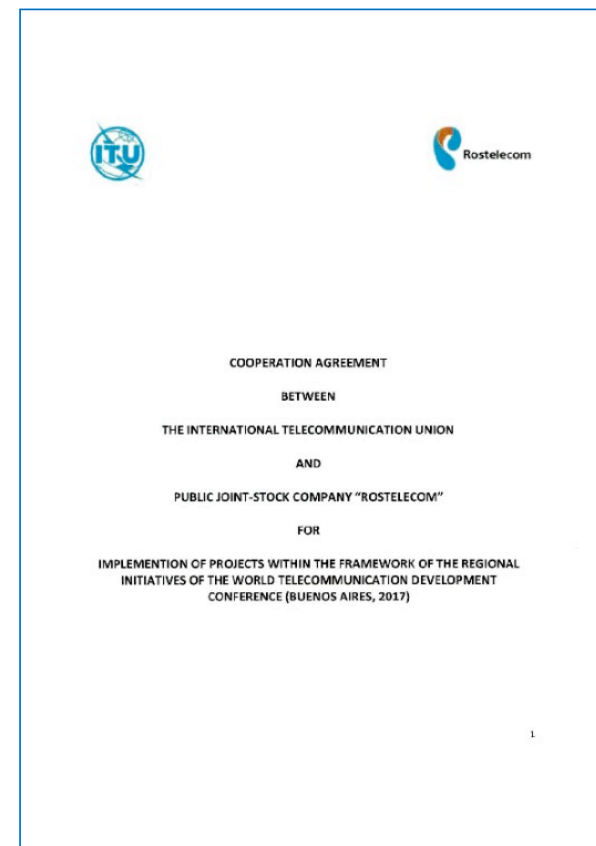 ITU
Rostelecom
COOPERATION AGREEMENT
BETWEEN
THE INTERNATIONAL TELECOMMUNICATION UNION
AND
PUBLIC JOINT-STOCK COMPANY “ROSTELECOM”
FOR
IMPLEMENTION OF PROJECTS WITHIN THE FRAMEWORK OF THE REGIONAL
INITIATIVES OF THE WORLD TELECOMMUNICATION DEVELOPMENT
CONFERENCE (BUENOS AIRES, 2017)
1